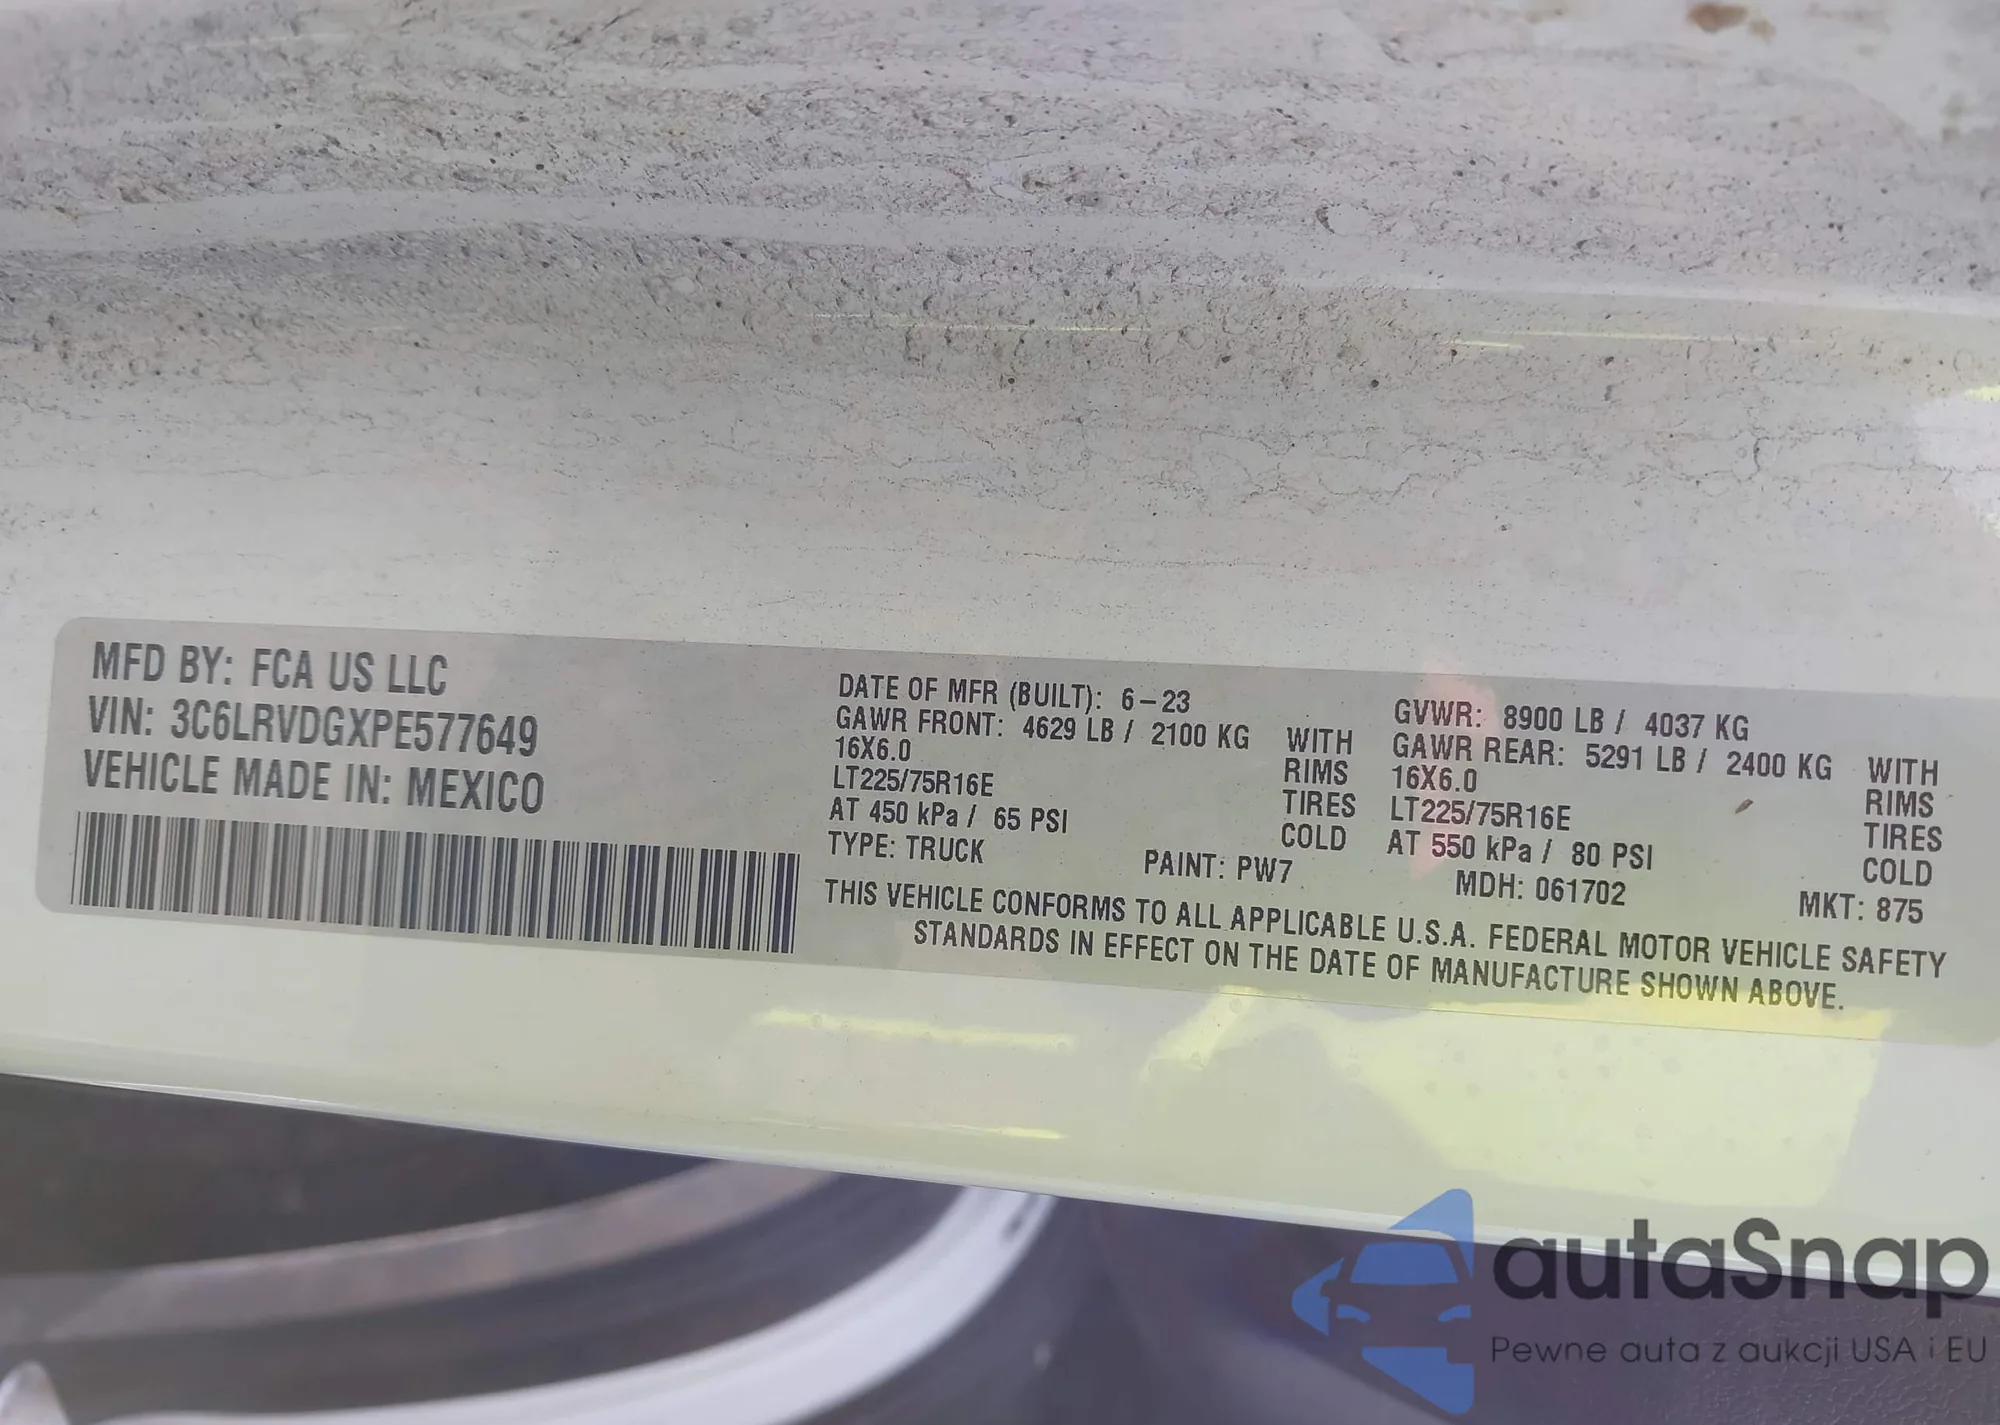 MFD BY: FCA US LLC
VIN: 3C6LRVDGXPE577649
VEHICLE MADE IN: MEXICO
DATE OF MFR (BUILT): 6-23
GVWR: 8900 LB / 4037 KG
GAWR FRONT: 4629 LB / 2100 KG WITH
16X6.0 RIMS
LT225/75R16E TIRES
AT 450 kPa / 65 PSI COLD
GAWR REAR: 5291 LB / 2400 KG WITH
16X6.0 RIMS
LT225/75R16E TIRES
AT 550 kPa / 80 PSI COLD
TYPE: TRUCK PAINT: PW7 MDH: 061702 MKT: 875
THIS VEHICLE CONFORMS TO ALL APPLICABLE U.S.A. FEDERAL MOTOR VEHICLE SAFETY
STANDARDS IN EFFECT ON THE DATE OF MANUFACTURE SHOWN ABOVE.
autaSnap
Pewne auta z aukcji USA i EU